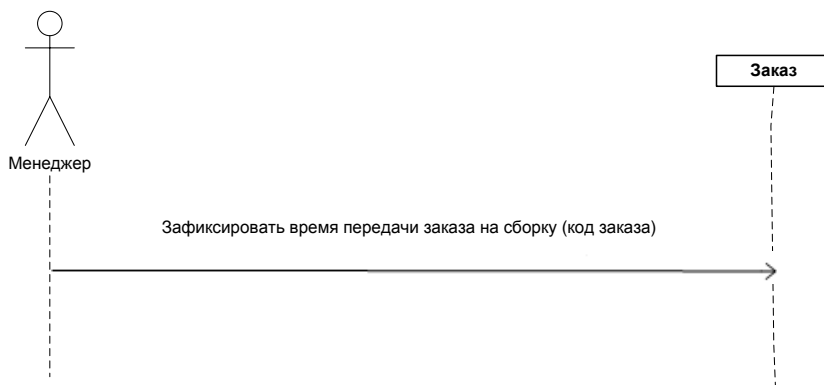 Заказ
Менеджер
Зафиксировать время передачи заказа на сборку (код заказа)